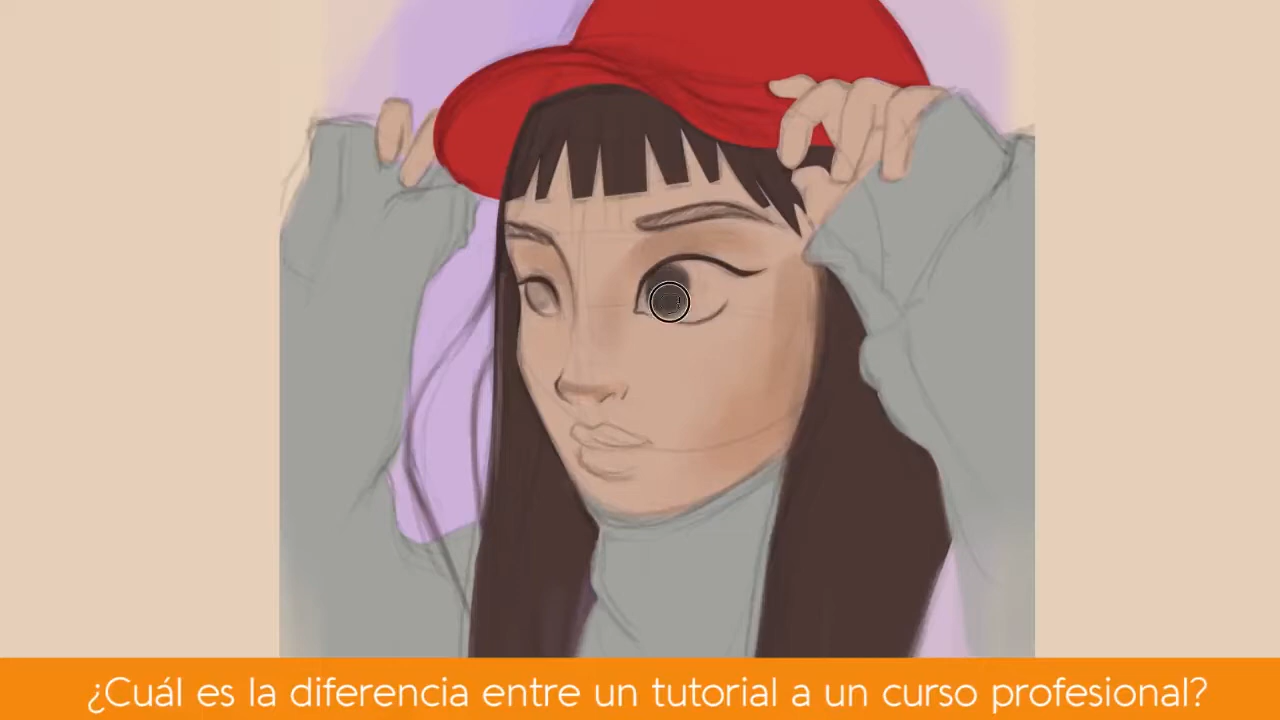 ¿Cuál es la diferencia entre un tutorial a un curso profesional?